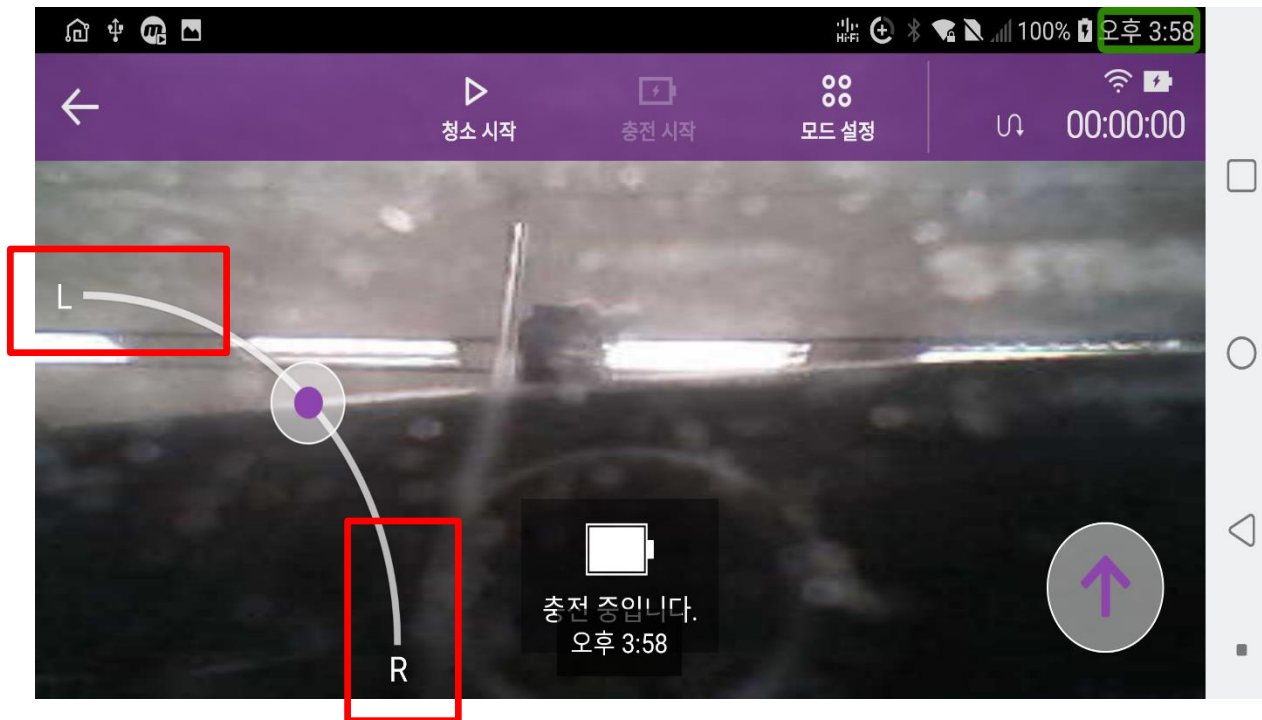 HiFi 100% 오후 3:58
청소 시작 충전 시작 모드 설정 00:00:00
L
충전 중입니다.
오후 3:58
R